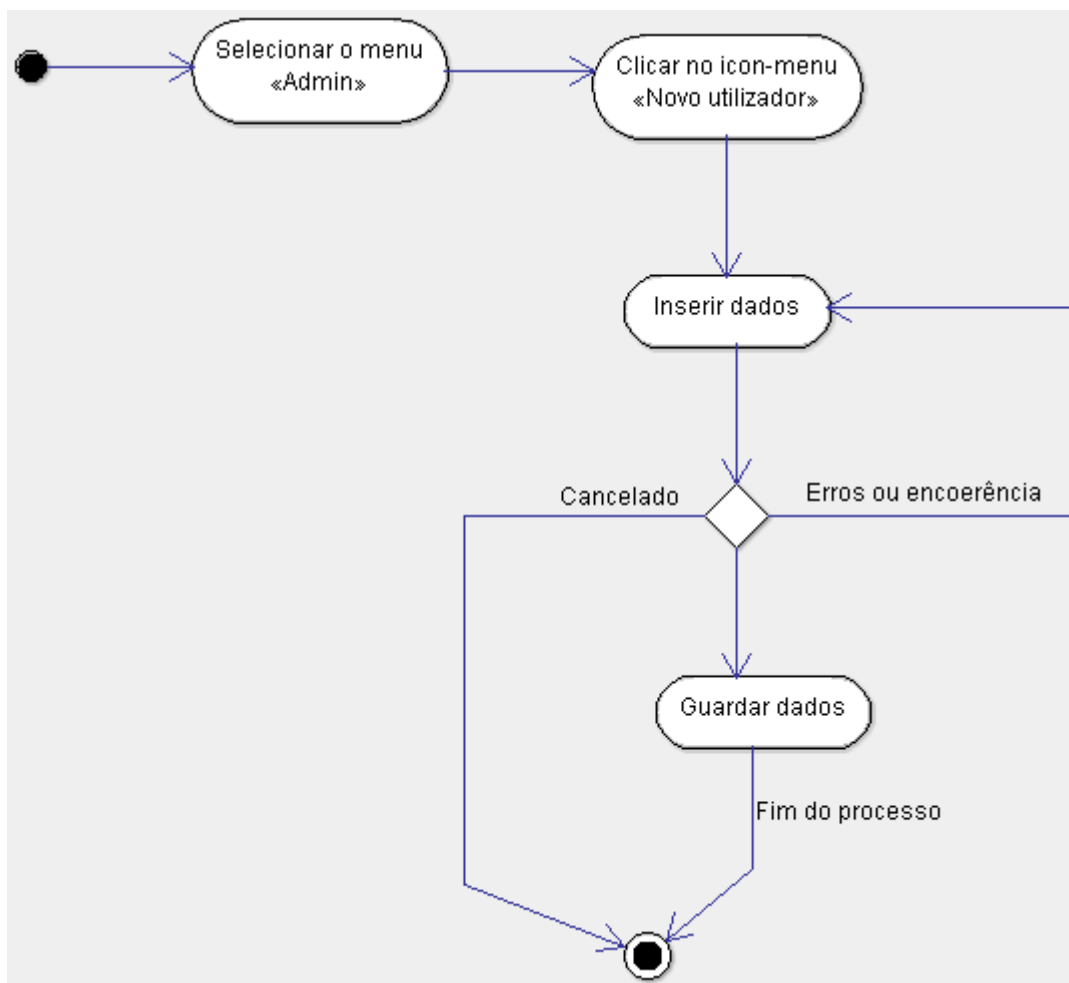 Selecionar o menu
«Admin»
Clicar no icon-menu
«Novo utilizador»
Inserir dados
Cancelado
Erros ou encoerência
Guardar dados
Fim do processo